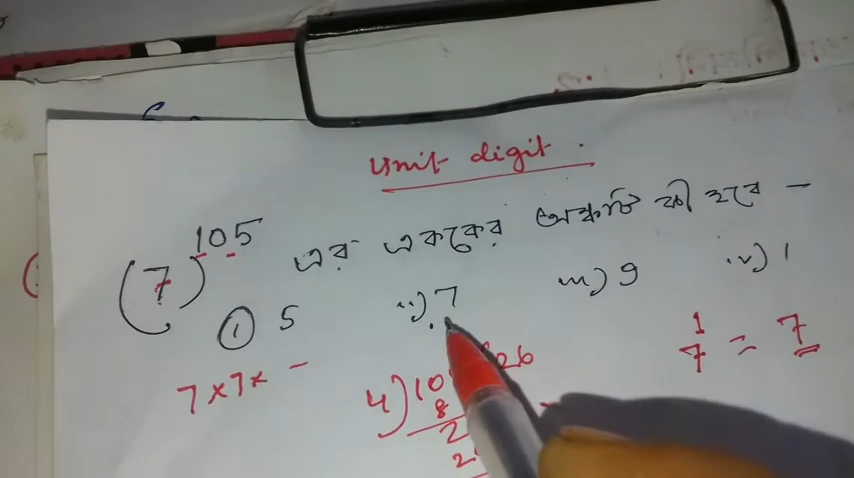 unit digit.
(7)^105 এর এককের অঙ্কটি কী হবে –
i) 5 ii) 7 iii) 9 iv) 1
7×7× –
4) 10 26
8
2
7^1 = 7